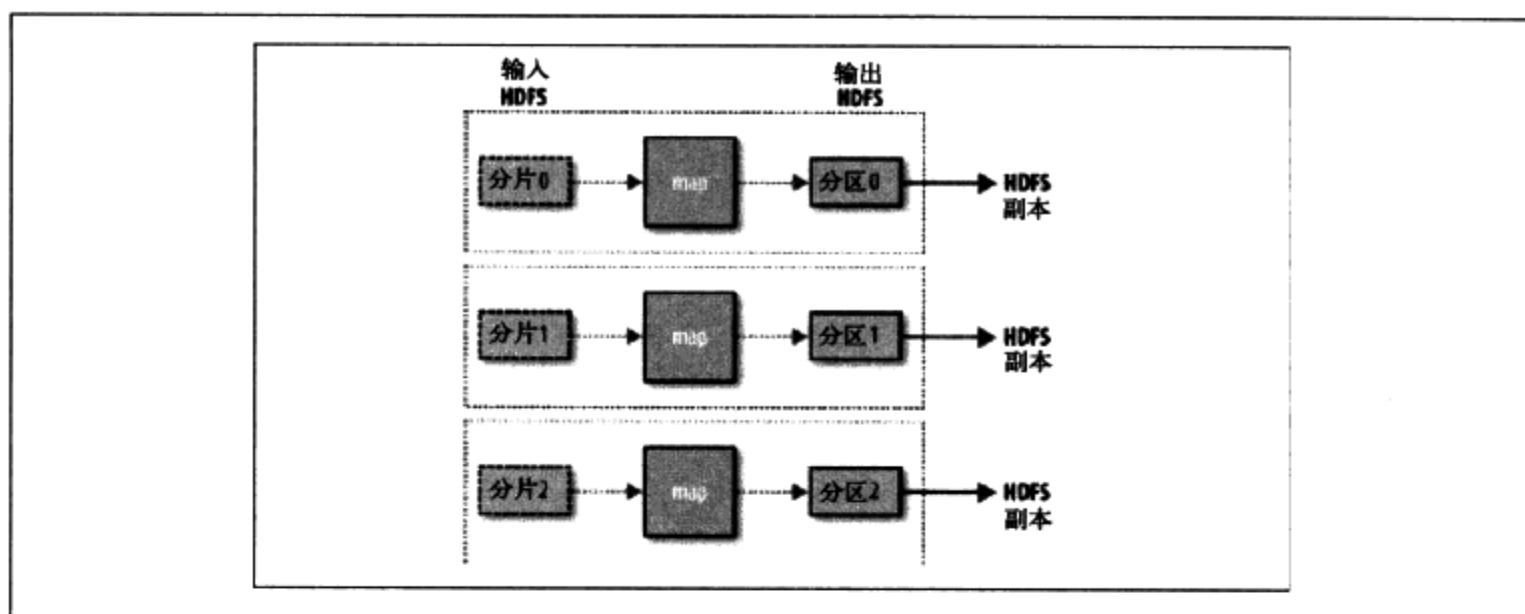 输入
HDFS
输出
HDFS
分片0
map
分区0
HDFS
副本
分片1
map
分区1
HDFS
副本
分片2
map
分区2
HDFS
副本